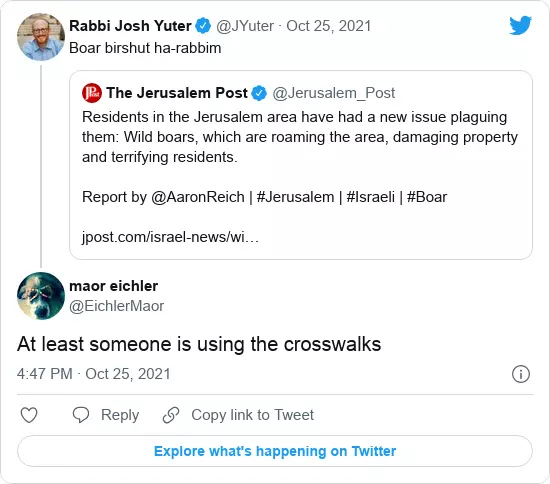 Rabbi Josh Yuter @JYuter · Oct 25, 2021
Boar birshut ha-rabbim
The Jerusalem Post @Jerusalem_Post
Residents in the Jerusalem area have had a new issue plaguing
them: Wild boars, which are roaming the area, damaging property
and terrifying residents.
Report by @AaronReich | #Jerusalem | #Israeli | #Boar
jpost.com/israel-news/wi…
maor eichler
@EichlerMaor
At least someone is using the crosswalks
4:47 PM · Oct 25, 2021
Reply Copy link to Tweet
Explore what's happening on Twitter